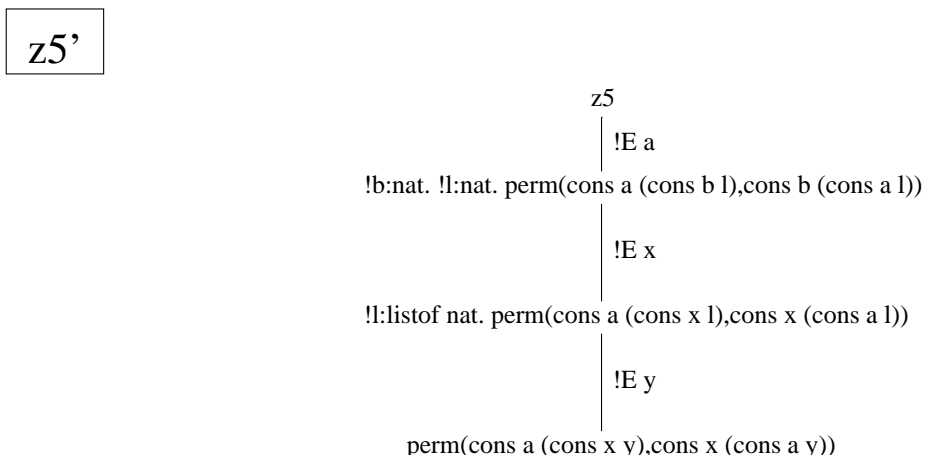 z5’
z5
!E a
!b:nat. !l:nat. perm(cons a (cons b l),cons b (cons a l))
!E x
!l:listof nat. perm(cons a (cons x l),cons x (cons a l))
!E y
perm(cons a (cons x y),cons x (cons a y))